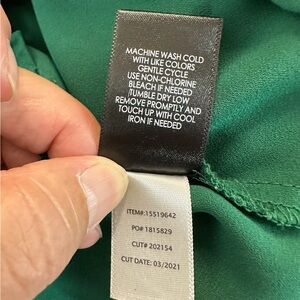 MACHINE WASH COLD
WITH LIKE COLORS
GENTLE CYCLE
USE NON-CHLORINE
BLEACH IF NEEDED
TUMBLE DRY LOW
REMOVE PROMPTLY AND
TOUCH UP WITH COOL
IRON IF NEEDED
ITEM#:15519642
PO# 1815829
CUT# 202154
CUT DATE: 03/2021